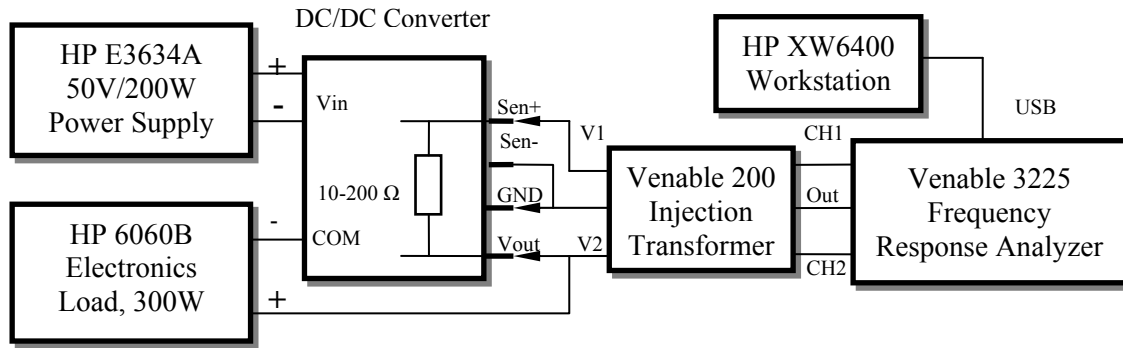 DC/DC Converter
HP E3634A
50V/200W
Power Supply
+
-
Vin
10-200 Ω
COM
Sen+
Sen-
GND
Vout
HP 6060B
Electronics
Load, 300W
-
+
V1
V2
Venable 200
Injection
Transformer
CH1
Out
CH2
HP XW6400
Workstation
USB
Venable 3225
Frequency
Response Analyzer